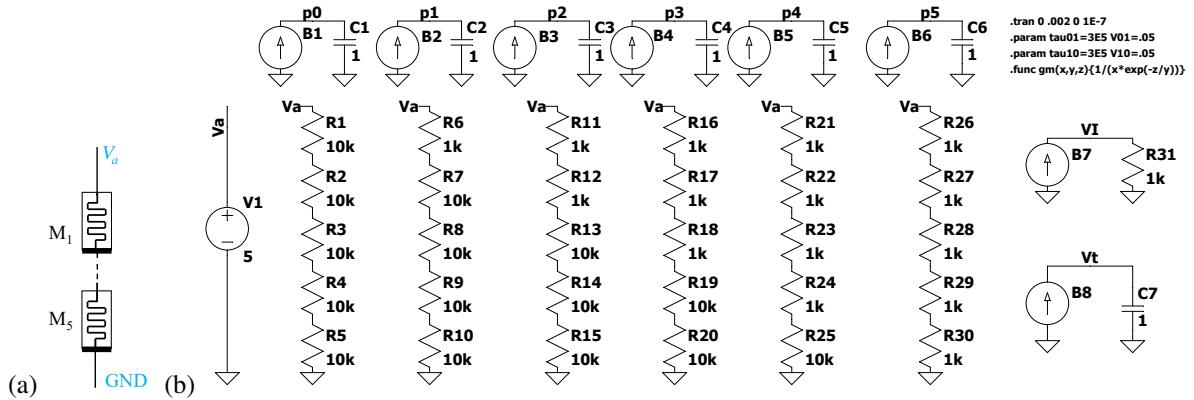 p0 p1 p2 p3 p4 p5
C1 C2 C3 C4 C5 C6
B1 B2 B3 B4 B5 B6
1 1 1 1 1 1
.tran 0 .002 0 1E-7
.param tau01=3E5 V01=.05
.param tau10=3E5 V10=.05
.func gm(x,y,z){1/(x*exp(-z/y))}
Va Va Va Va Va Va Va
R1 R6 R11 R16 R21 R26
10k 1k 1k 1k 1k 1k
R2 R7 R12 R17 R22 R27
10k 10k 1k 1k 1k 1k
R3 R8 R13 R18 R23 R28
10k 10k 10k 1k 1k 1k
R4 R9 R14 R19 R24 R29
10k 10k 10k 10k 1k 1k
R5 R10 R15 R20 R25 R30
10k 10k 10k 10k 10k 1k
V1
5
VI
B7 R31
1k
Vt
B8 C7
1
Va
M1
M5
GND
(a) (b)